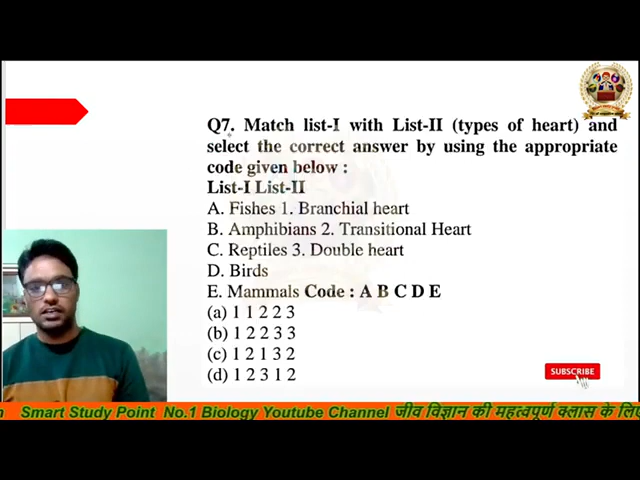 Q7. Match list-I with List-II (types of heart) and
select the correct answer by using the appropriate
code given below :
List-I List-II
A. Fishes 1. Branchial heart
B. Amphibians 2. Transitional Heart
C. Reptiles 3. Double heart
D. Birds
E. Mammals Code : A B C D E
(a) 1 1 2 2 3
(b) 1 2 2 3 3
(c) 1 2 1 3 2
(d) 1 2 3 1 2
SUBSCRIBE
Smart Study Point No.1 Biology Youtube Channel जीव विज्ञान की महत्वपूर्ण क्लास के लिए